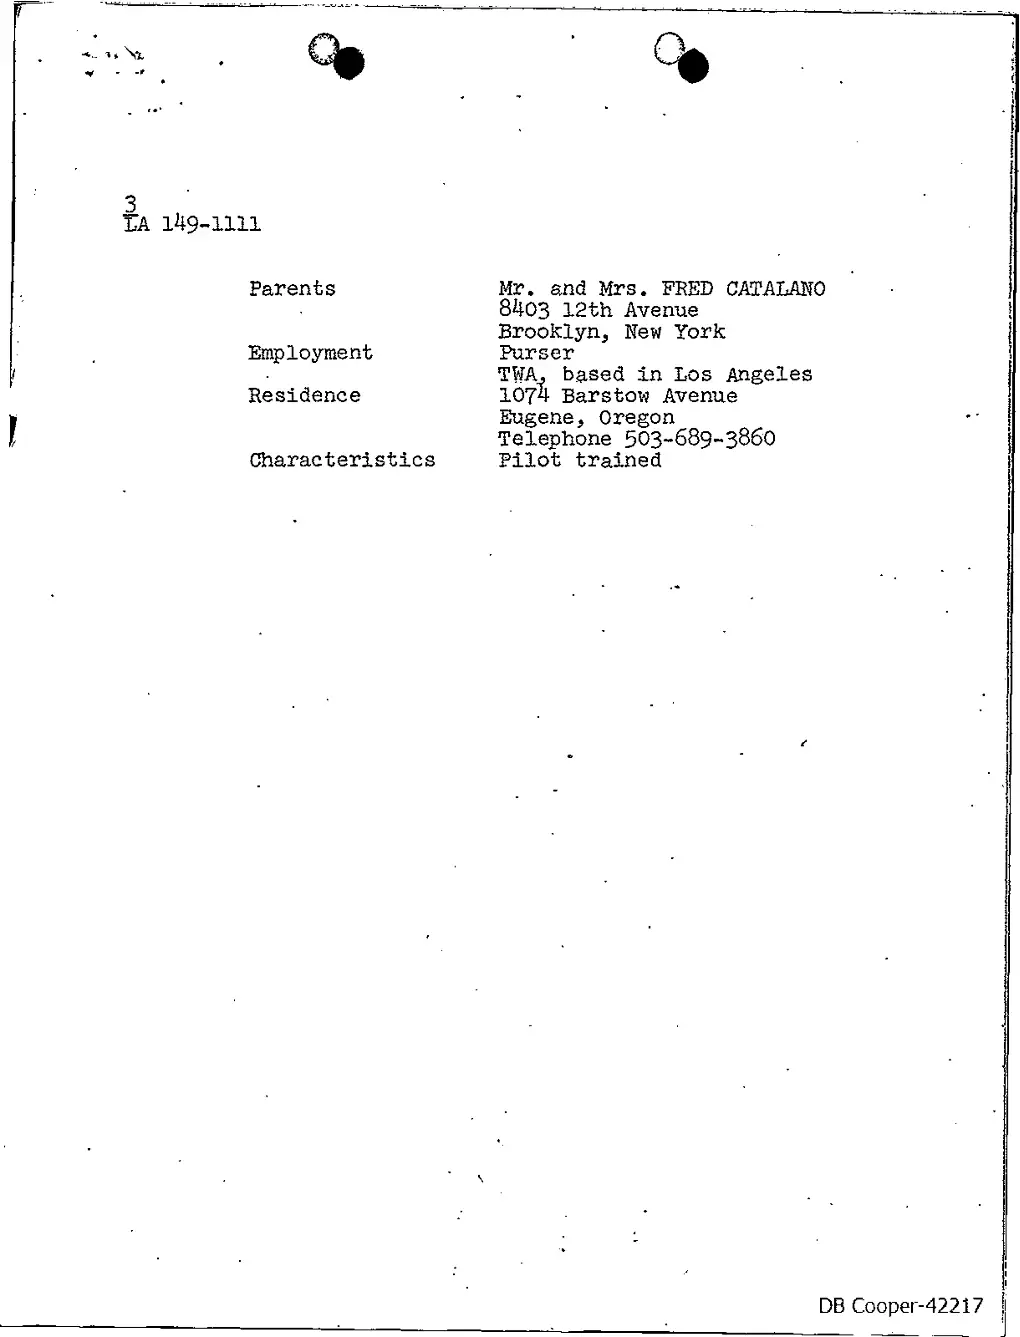 3
LA 149-1111
Parents Mr. and Mrs. FRED CATALANO
8403 12th Avenue
Brooklyn, New York
Employment Purser
TWA, based in Los Angeles
Residence 1074 Barstow Avenue
Eugene, Oregon
Telephone 503-689-3860
Characteristics Pilot trained
DB Cooper-42217